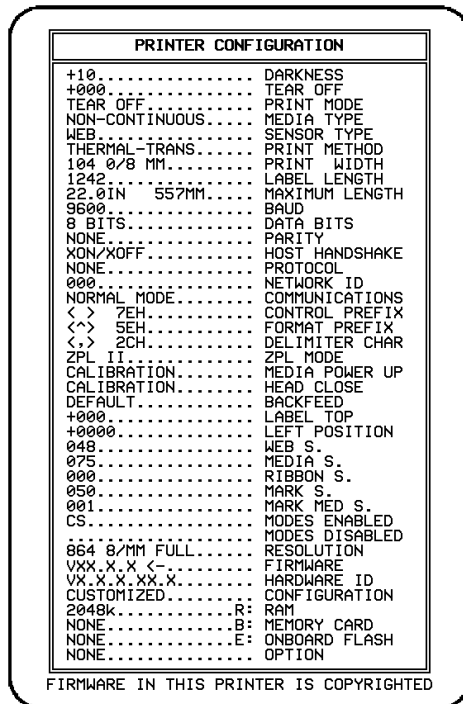 PRINTER CONFIGURATION
+10................ DARKNESS
+000............... TEAR OFF
TEAR OFF........... PRINT MODE
NON-CONTINUOUS..... MEDIA TYPE
WEB................ SENSOR TYPE
THERMAL-TRANS...... PRINT METHOD
104 0/8 MM......... PRINT WIDTH
1242............... LABEL LENGTH
22.0IN 557MM..... MAXIMUM LENGTH
9600............... BAUD
8 BITS............. DATA BITS
NONE............... PARITY
XON/XOFF........... HOST HANDSHAKE
NONE............... PROTOCOL
000................ NETWORK ID
NORMAL MODE........ COMMUNICATIONS
< > 7EH........... CONTROL PREFIX
<^> 5EH........... FORMAT PREFIX
<,> 2CH........... DELIMITER CHAR
ZPL II............. ZPL MODE
CALIBRATION........ MEDIA POWER UP
CALIBRATION........ HEAD CLOSE
DEFAULT............ BACKFEED
+000............... LABEL TOP
+0000.............. LEFT POSITION
048................ WEB S.
075................ MEDIA S.
000................ RIBBON S.
050................ MARK S.
001................ MARK MED S.
CS................. MODES ENABLED
................... MODES DISABLED
864 8/MM FULL...... RESOLUTION
VXX.X.X <-......... FIRMWARE
VX.X.X.XX.X........ HARDWARE ID
CUSTOMIZED......... CONFIGURATION
2048k............R: RAM
NONE.............B: MEMORY CARD
NONE.............E: ONBOARD FLASH
NONE............... OPTION
FIRMWARE IN THIS PRINTER IS COPYRIGHTED